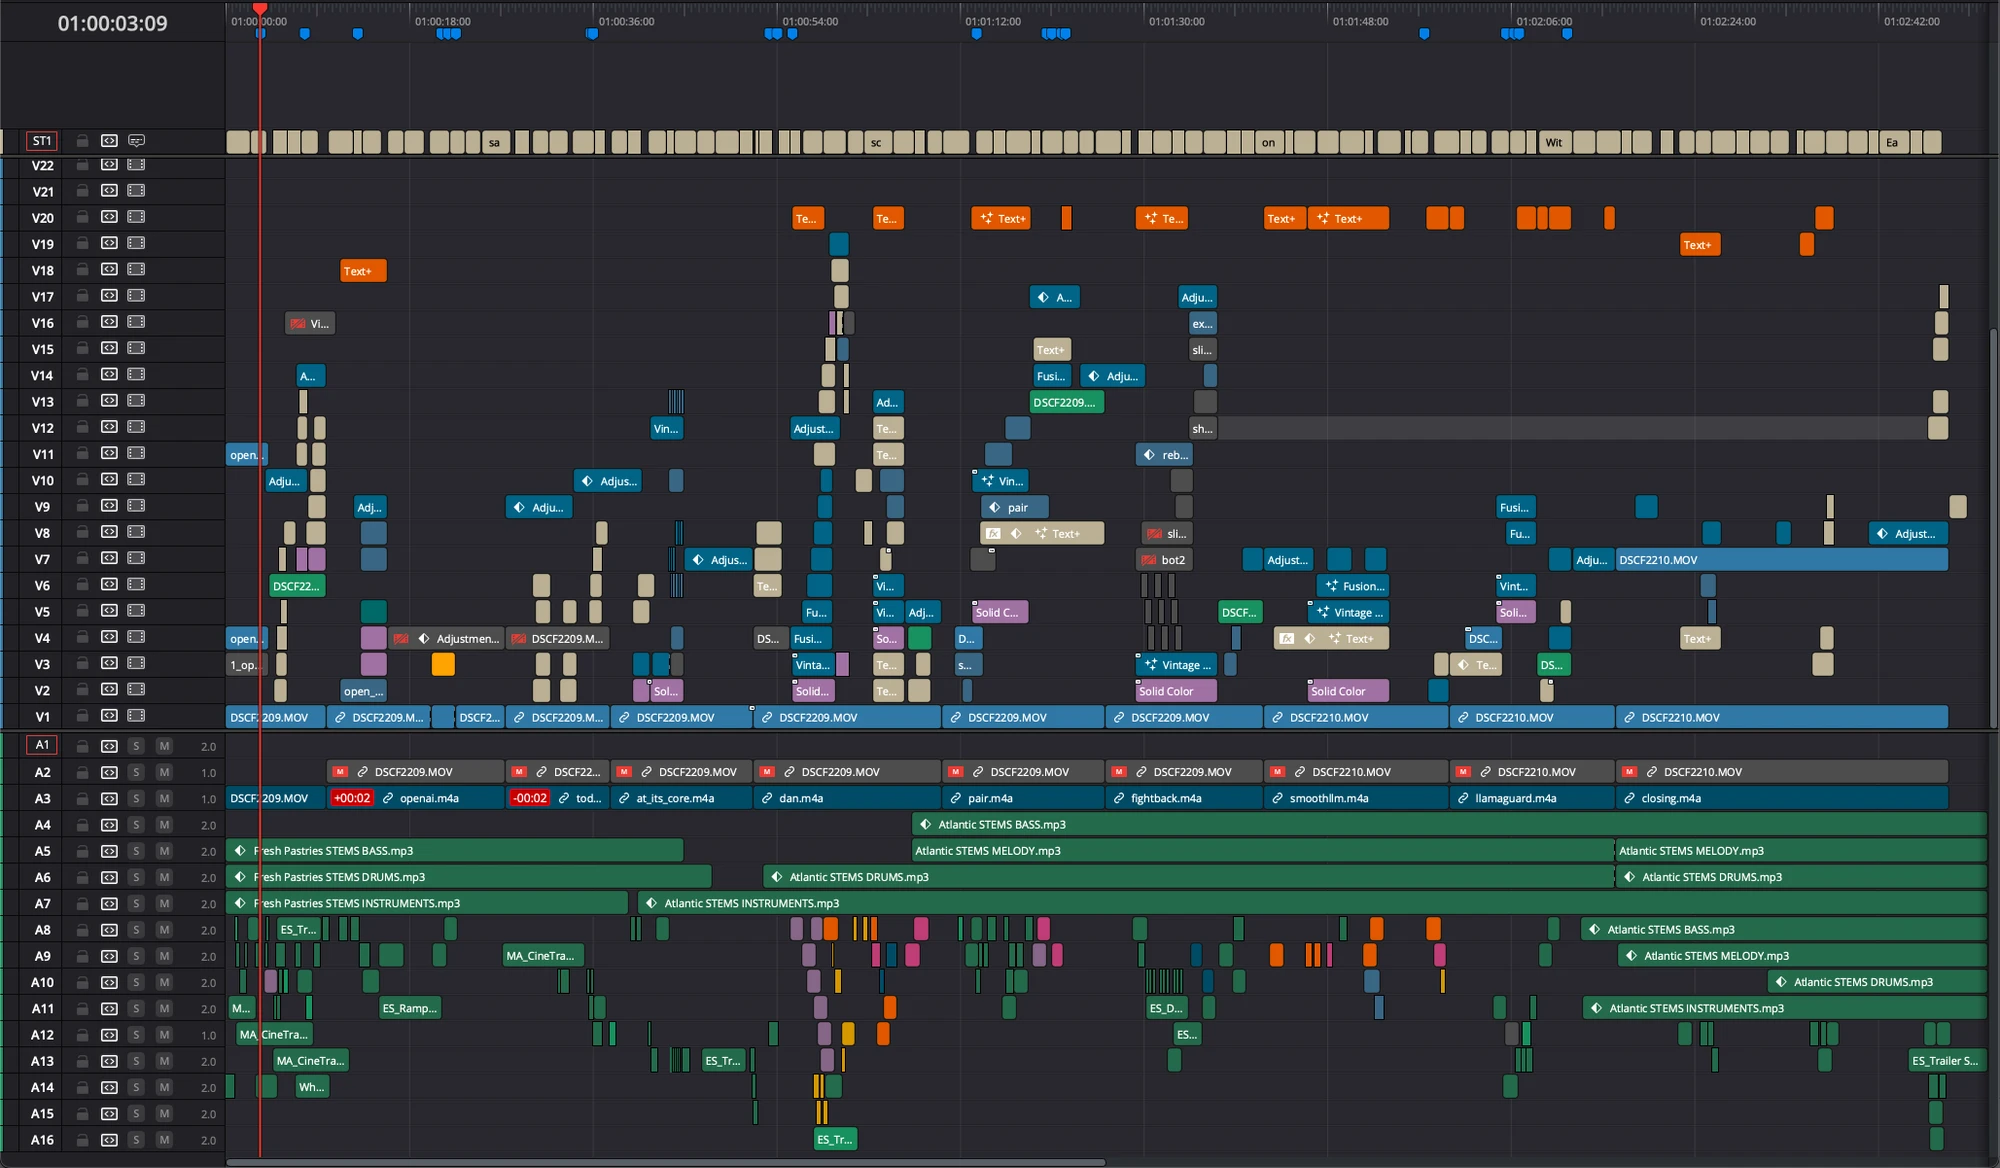 01:00:03:09
01:00:00:00 01:00:18:00 01:00:36:00 01:00:54:00 01:01:12:00 01:01:30:00 01:01:48:00 01:02:06:00 01:02:24:00 01:02:42:00
ST1 sa sc on Wit Ea
V22
V21
V20 Te... Te... Text+ Te... Text+ Text+
V19 Text+
V18 Text+
V17 A... Adju...
V16 Vi... ex...
V15 Text+ sli...
V14 A... Fusi... Adju...
V13 Ad... DSCF2209....
V12 Vin... Adjust... Te... sh...
V11 open... Te... reb...
V10 Adju... Adjus... Vin...
V9 Adj... Adju... pair Fusi...
V8 fx Text+ sli... Fu... Adjust...
V7 Adjus... bot2 Adjust... Adju... DSCF2210.MOV
V6 DSCF22... Te... Vi... Fusion... Vint...
V5 Fu... Vi... Adj... Solid C... DSCF... Vintage ... Soli...
V4 open... Adjustmen... DSCF2209.M... DS... Fusi... So... D... fx Text+ DSC... Text+
V3 1_op... Vinta... Te... s... Vintage ... Te... DS...
V2 open_... Sol... Solid... Te... Solid Color Solid Color
V1 DSCF2209.MOV DSCF2209.M... DSCF2... DSCF2209.M... DSCF2209.MOV DSCF2209.MOV DSCF2209.MOV DSCF2209.MOV DSCF2210.MOV DSCF2210.MOV DSCF2210.MOV
A1 S M 2.0
A2 S M 1.0 M DSCF2209.MOV M DSCF22... M DSCF2209.MOV M DSCF2209.MOV M DSCF2209.MOV M DSCF2209.MOV M DSCF2210.MOV M DSCF2210.MOV M DSCF2210.MOV
A3 S M 1.0 DSCF2209.MOV +00:02 openai.m4a -00:02 tod... at_its_core.m4a dan.m4a pair.m4a fightback.m4a smoothllm.m4a llamaguard.m4a closing.m4a
A4 S M 2.0 Atlantic STEMS BASS.mp3
A5 S M 2.0 Fresh Pastries STEMS BASS.mp3 Atlantic STEMS MELODY.mp3 Atlantic STEMS MELODY.mp3
A6 S M 2.0 Fresh Pastries STEMS DRUMS.mp3 Atlantic STEMS DRUMS.mp3 Atlantic STEMS DRUMS.mp3
A7 S M 2.0 Fresh Pastries STEMS INSTRUMENTS.mp3 Atlantic STEMS INSTRUMENTS.mp3
A8 S M 2.0 ES_Tr... Atlantic STEMS BASS.mp3
A9 S M 2.0 MA_CineTra... Atlantic STEMS MELODY.mp3
A10 S M 2.0 Atlantic STEMS DRUMS.mp3
A11 S M 2.0 M... ES_Ramp... ES_D... Atlantic STEMS INSTRUMENTS.mp3
A12 S M 1.0 MA_CineTra... ES...
A13 S M 2.0 MA_CineTra... ES_Tr... ES_Trailer S...
A14 S M 2.0 Wh...
A15 S M 2.0
A16 S M 2.0 ES_Tr...